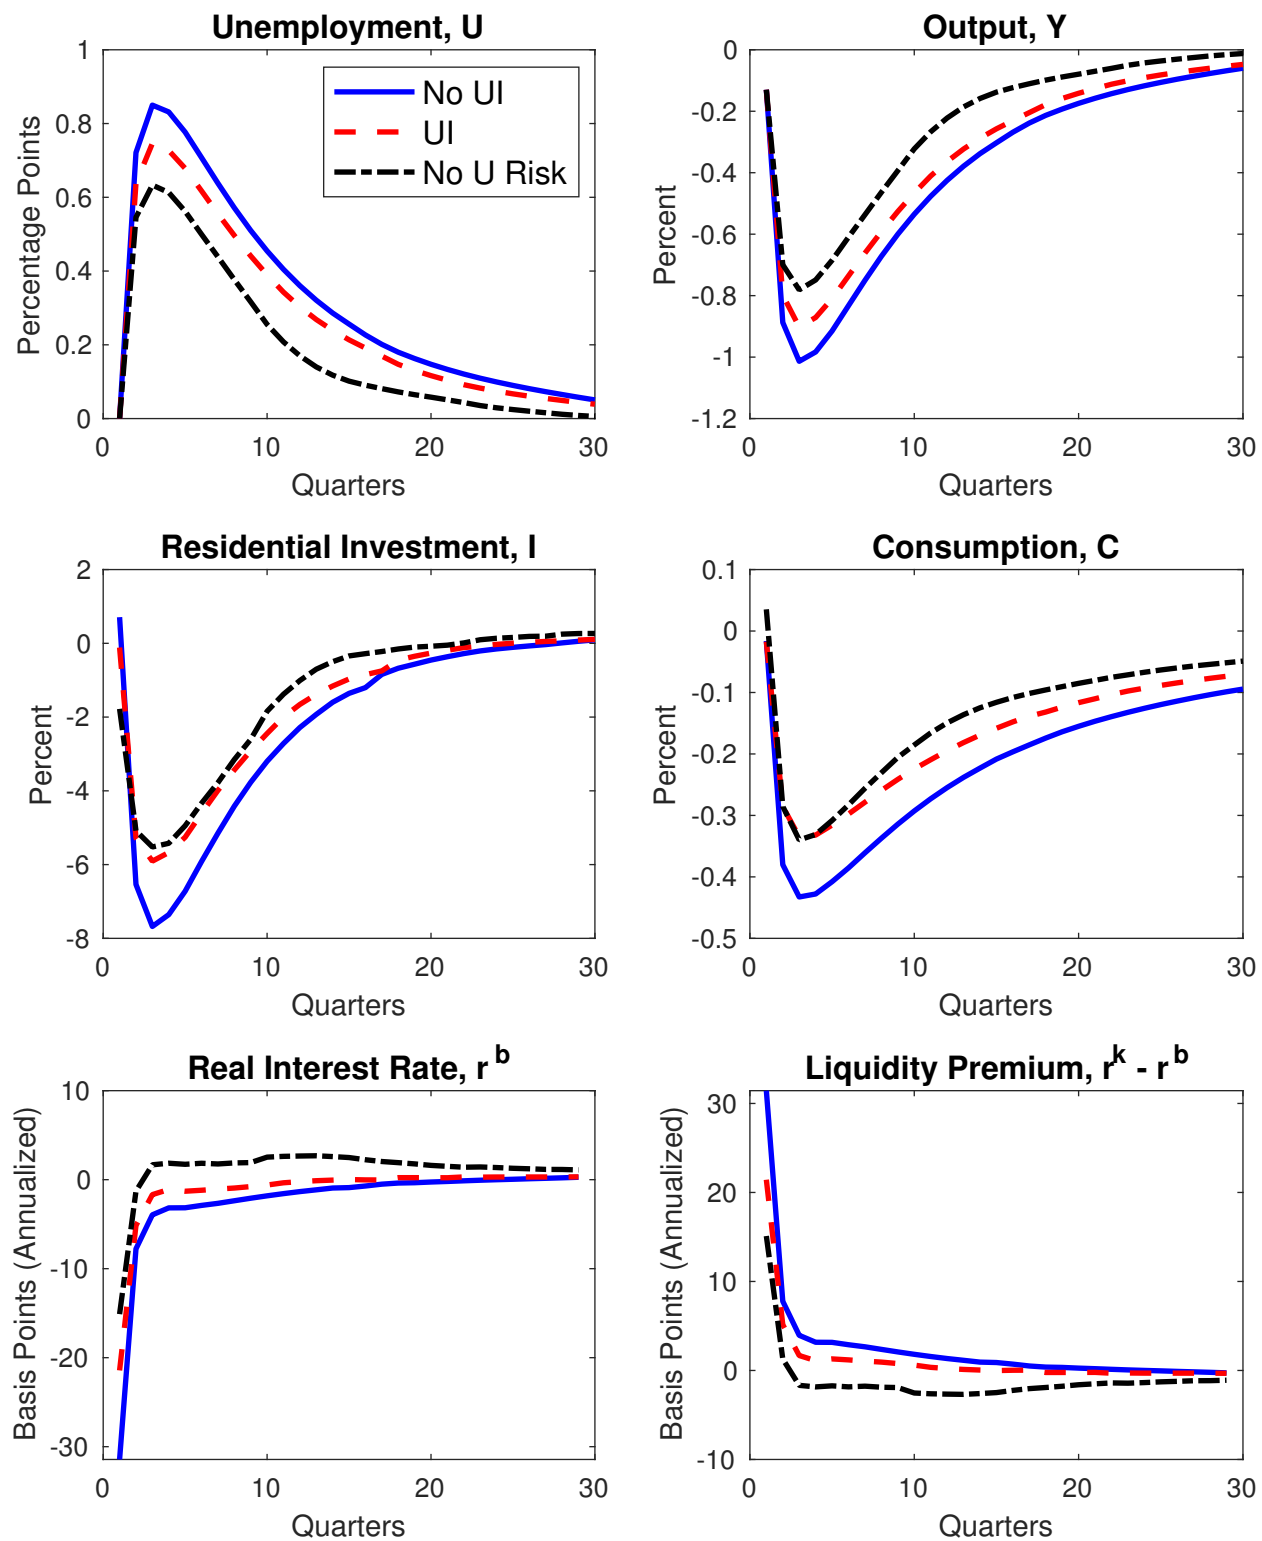 Unemployment, U
1
0.8
0.6
0.4
0.2
0
Percentage Points
No UI
UI
No U Risk
0 10 20 30
Quarters
Output, Y
0
-0.2
-0.4
-0.6
-0.8
-1
-1.2
Percent
0 10 20 30
Quarters
Residential Investment, I
2
0
-2
-4
-6
-8
Percent
0 10 20 30
Quarters
Consumption, C
0.1
0
-0.1
-0.2
-0.3
-0.4
-0.5
Percent
0 10 20 30
Quarters
Real Interest Rate, r^b
10
0
-10
-20
-30
Basis Points (Annualized)
0 10 20 30
Quarters
Liquidity Premium, r^k - r^b
30
20
10
0
-10
Basis Points (Annualized)
0 10 20 30
Quarters